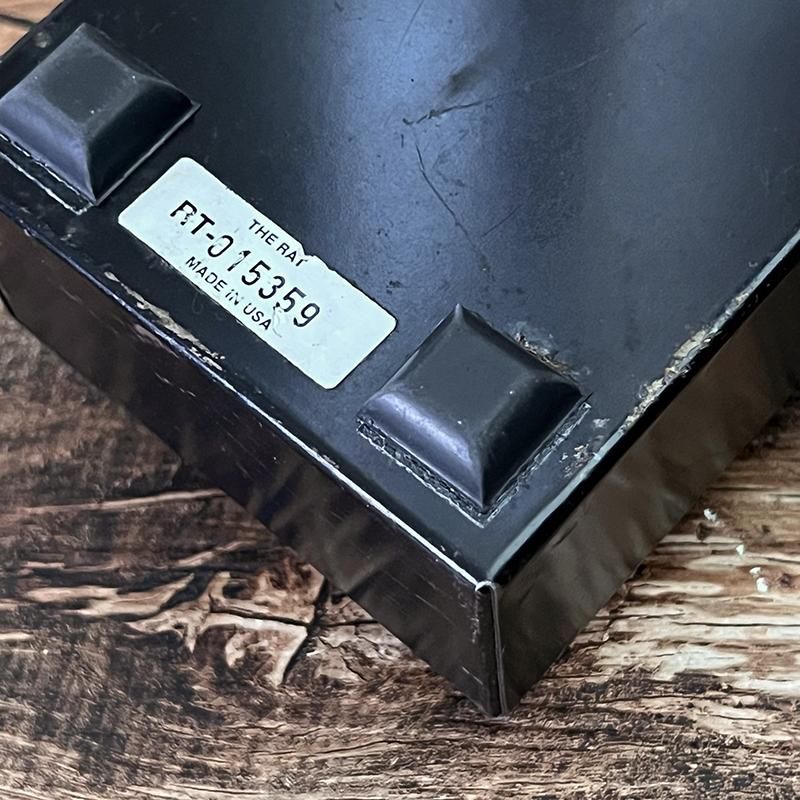 THE RAT
RT-015359
MADE IN USA